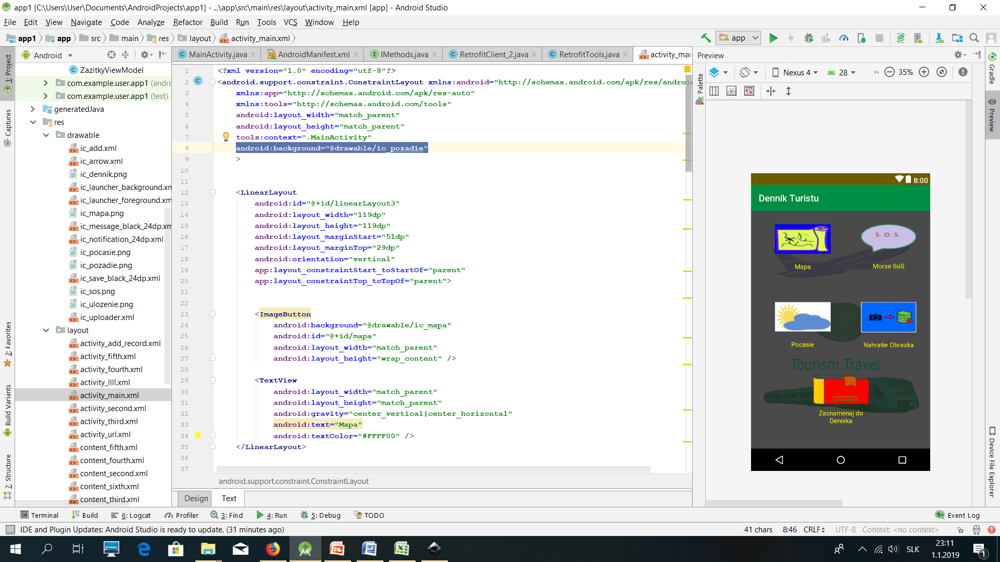 app1 [C:\Users\User\Documents\AndroidProjects\app1] - ...\app\src\main\res\layout\activity_main.xml [app] - Android Studio
File Edit View Navigate Code Analyze Refactor Build Run Tools VCS Window Help
app1 app src main res layout activity_main.xml
app
Android
MainActivity.java AndroidManifest.xml IMethods.java RetrofitClient_2.java RetrofitTools.java activity_mai
Preview
1: Project
Captures
2: Favorites
Build Variants
7: Structure
ZazitkyViewModel
com.example.user.app1 (andro
com.example.user.app1 (test)
generatedJava
res
drawable
ic_add.xml
ic_arrow.xml
ic_dennik.png
ic_launcher_background.xm
ic_launcher_foreground.xm
ic_mapa.png
ic_message_black_24dp.xm
ic_notification_24dp.xml
ic_pocasie.png
ic_pozadie.png
ic_save_black_24dp.xml
ic_sos.png
ic_ulozenie.png
ic_uploader.xml
layout
activity_add_record.xml
activity_fifth.xml
activity_fourth.xml
activity_llll.xml
activity_main.xml
activity_second.xml
activity_third.xml
activity_url.xml
content_fifth.xml
content_fourth.xml
content_second.xml
content_sixth.xml
content_third.xml
1 <?xml version="1.0" encoding="utf-8"?>
2 <android.support.constraint.ConstraintLayout xmlns:android="http://schemas.android.com/apk/res/androi
3 xmlns:app="http://schemas.android.com/apk/res-auto"
4 xmlns:tools="http://schemas.android.com/tools"
5 android:layout_width="match_parent"
6 android:layout_height="match_parent"
7 tools:context=".MainActivity"
8 android:background="@drawable/ic_pozadie"
9 >
10
11
12 <LinearLayout
13 android:id="@+id/linearLayout3"
14 android:layout_width="119dp"
15 android:layout_height="119dp"
16 android:layout_marginStart="51dp"
17 android:layout_marginTop="29dp"
18 android:orientation="vertical"
19 app:layout_constraintStart_toStartOf="parent"
20 app:layout_constraintTop_toTopOf="parent">
21
22
23 <ImageButton
24 android:background="@drawable/ic_mapa"
25 android:id="@+id/mapa"
26 android:layout_width="match_parent"
27 android:layout_height="wrap_content" />
28
29 <TextView
30 android:layout_width="match_parent"
31 android:layout_height="match_parent"
32 android:gravity="center_vertical|center_horizontal"
33 android:text="Mapa"
34 android:textColor="#FFFF00" />
35 </LinearLayout>
36
37
android.support.constraint.ConstraintLayout
Design Text
Palette
Nexus 4 28 35%
8:00
Dennik Turistu
S. O. S.
Mapa Morse SoS
Pocasie Nahratie Obrazka
Tourism Travel
Zaznamenaj do
Dennika
Gradle
Preview
Device File Explorer
Terminal Build 6: Logcat Profiler 3: Find 4: Run 5: Debug TODO 9+ Event Log
IDE and Plugin Updates: Android Studio is ready to update. (31 minutes ago) 41 chars 8:46 CRLF UTF-8 Context: <no context>
SLK
23:11
1.1.2019
1